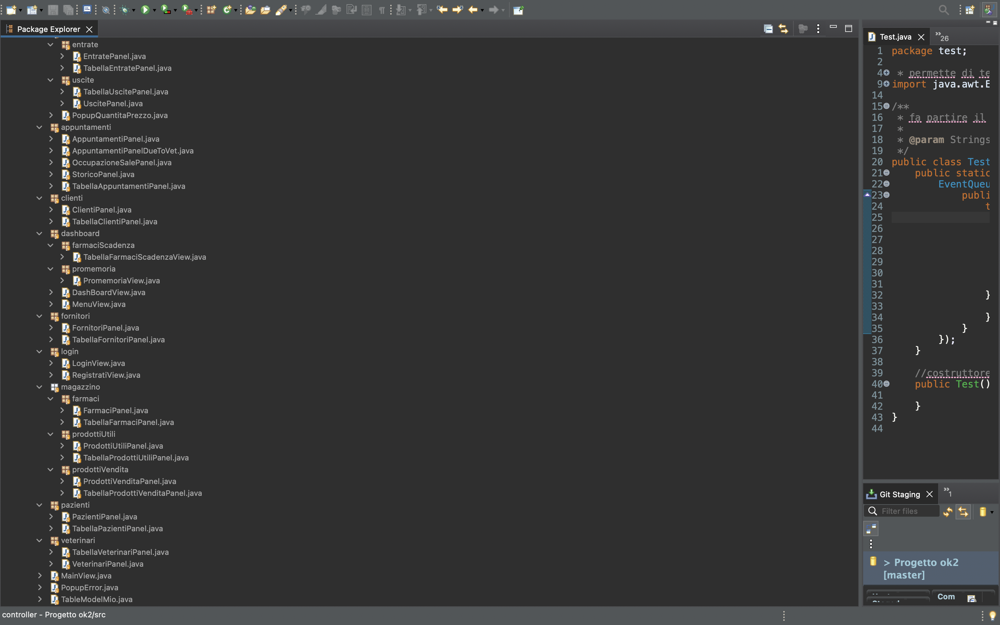 Package Explorer
entrate
EntratePanel.java
TabellaEntratePanel.java
uscite
TabellaUscitePanel.java
UscitePanel.java
PopupQuantitaPrezzo.java
appuntamenti
AppuntamentiPanel.java
AppuntamentiPanelDueToVet.java
OccupazioneSalePanel.java
StoricoPanel.java
TabellaAppuntamentiPanel.java
clienti
ClientiPanel.java
TabellaClientiPanel.java
dashboard
farmaciScadenza
TabellaFarmaciScadenzaView.java
promemoria
PromemoriaView.java
DashBoardView.java
MenuView.java
fornitori
FornitoriPanel.java
TabellaFornitoriPanel.java
login
LoginView.java
RegistratiView.java
magazzino
farmaci
FarmaciPanel.java
TabellaFarmaciPanel.java
prodottiUtili
ProdottiUtiliPanel.java
TabellaProdottiUtiliPanel.java
prodottiVendita
ProdottiVenditaPanel.java
TabellaProdottiVenditaPanel.java
pazienti
PazientiPanel.java
TabellaPazientiPanel.java
veterinari
TabellaVeterinariPanel.java
VeterinariPanel.java
MainView.java
PopupError.java
TableModelMio.java
controller - Progetto ok2/src
Test.java »26
1 package test;
2
4 * permette di te
9 import java.awt.E
14
15 /**
16 * fa partire il
17 *
18 * @param Strings
19 */
20 public class Test
21 public static
22 EventQueu
23 publi
24 t
25
26
27
28
29
30
31
32 }
33
34 }
35 }
36 });
37 }
38
39 //costruttore
40 public Test()
41
42 }
43 }
44
Git Staging »1
Filter files
> Progetto ok2
[master]
Com